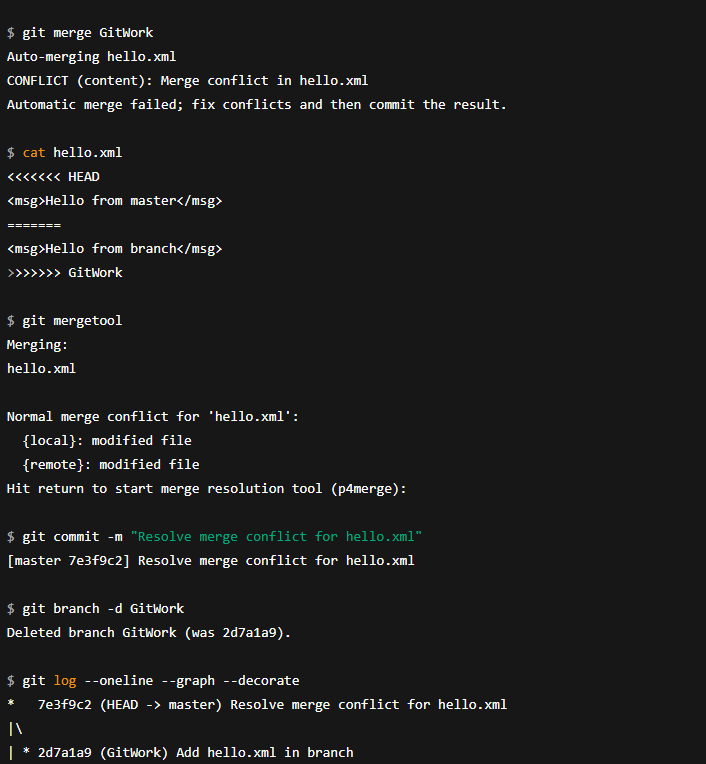 $ git merge GitWork
Auto-merging hello.xml
CONFLICT (content): Merge conflict in hello.xml
Automatic merge failed; fix conflicts and then commit the result.
$ cat hello.xml
<<<<<<< HEAD
<msg>Hello from master</msg>
=======
<msg>Hello from branch</msg>
>>>>>>> GitWork
$ git mergetool
Merging:
hello.xml
Normal merge conflict for 'hello.xml':
  {local}: modified file
  {remote}: modified file
Hit return to start merge resolution tool (p4merge):
$ git commit -m "Resolve merge conflict for hello.xml"
[master 7e3f9c2] Resolve merge conflict for hello.xml
$ git branch -d GitWork
Deleted branch GitWork (was 2d7a1a9).
$ git log --oneline --graph --decorate
*   7e3f9c2 (HEAD -> master) Resolve merge conflict for hello.xml
|\
| * 2d7a1a9 (GitWork) Add hello.xml in branch